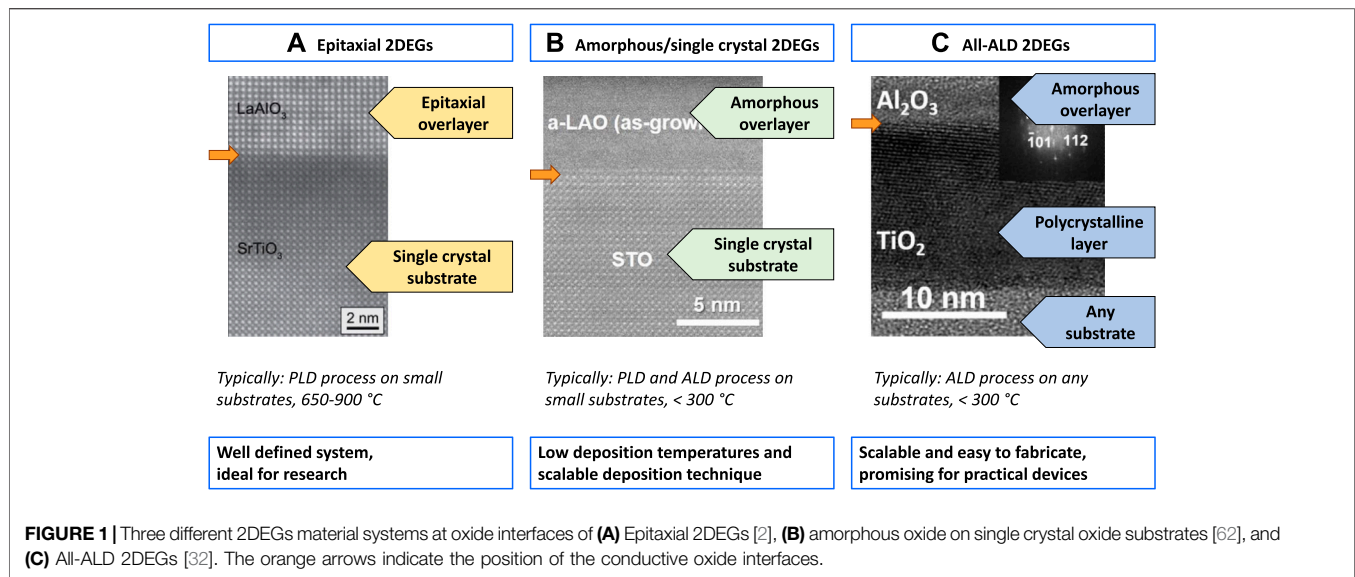 A Epitaxial 2DEGs
LaAlO₃
Epitaxial
overlayer
SrTiO₃
Single crystal
substrate
2 nm
Typically: PLD process on small
substrates, 650-900 °C
Well defined system,
ideal for research
B Amorphous/single crystal 2DEGs
a-LAO (as-grow
Amorphous
overlayer
STO
Single crystal
substrate
5 nm
Typically: PLD and ALD process on
small substrates, < 300 °C
Low deposition temperatures and
scalable deposition technique
C All-ALD 2DEGs
Al₂O₃
Amorphous
overlayer
1̄01 112
Polycrystalline
layer
TiO₂
10 nm
Any
substrate
Typically: ALD process on any
substrates, < 300 °C
Scalable and easy to fabricate,
promising for practical devices
FIGURE 1 | Three different 2DEGs material systems at oxide interfaces of (A) Epitaxial 2DEGs [2], (B) amorphous oxide on single crystal oxide substrates [62], and
(C) All-ALD 2DEGs [32]. The orange arrows indicate the position of the conductive oxide interfaces.